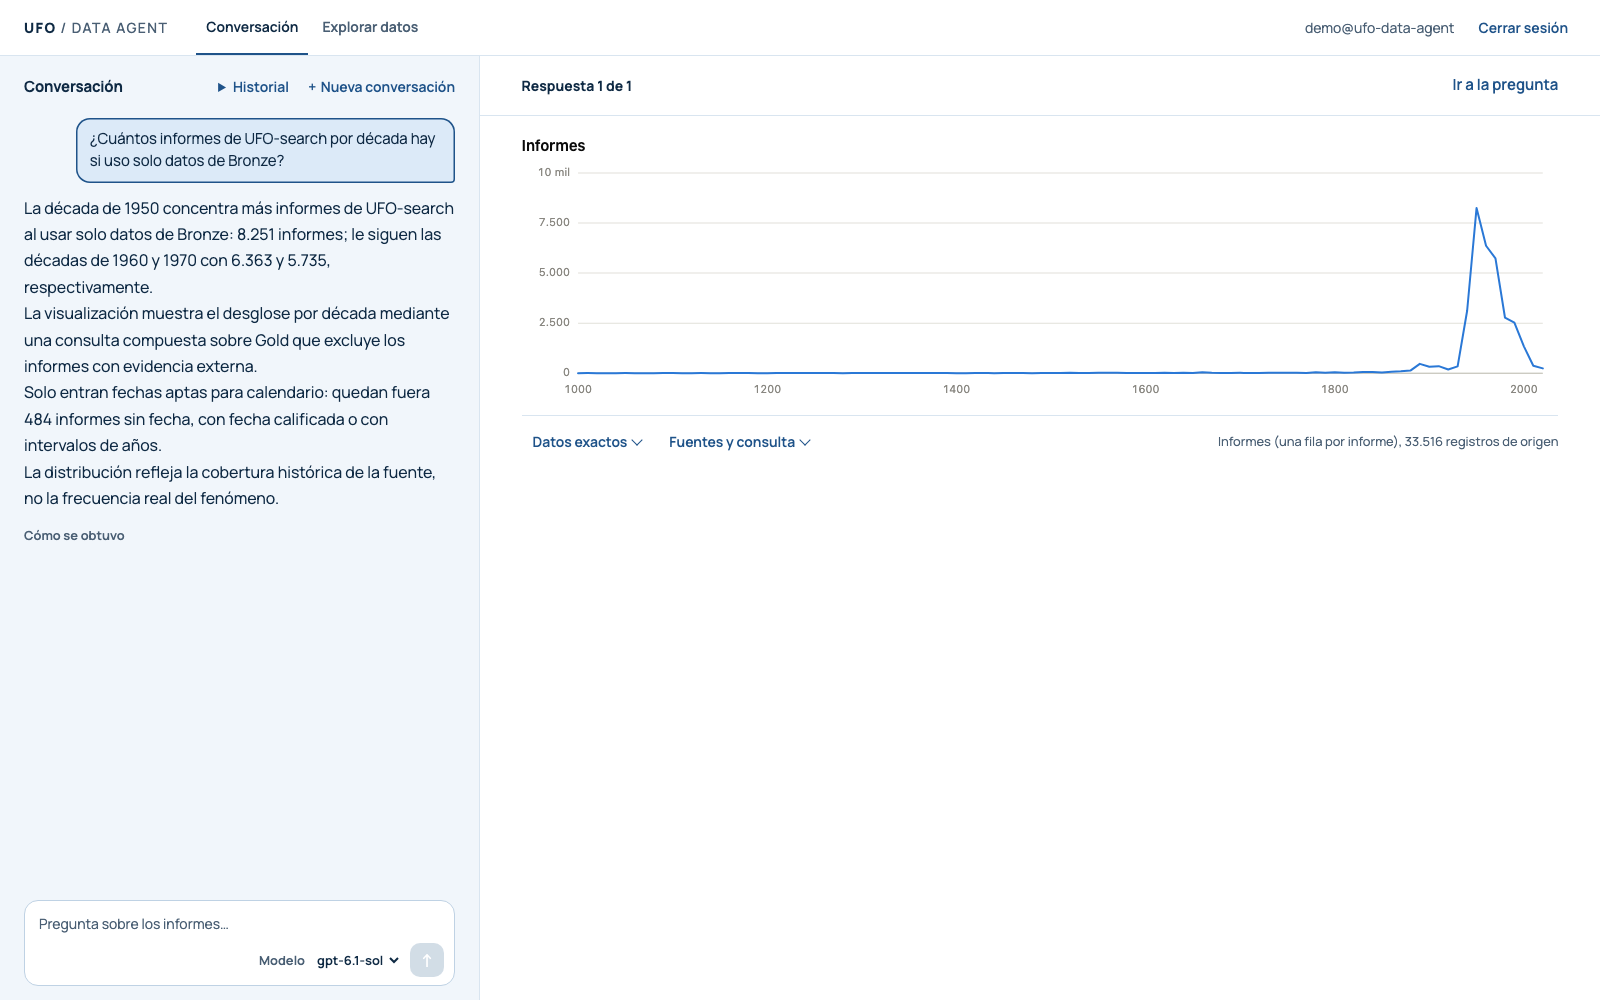 UFO / DATA AGENT
Conversación
Explorar datos
demo@ufo-data-agent
Cerrar sesión
Conversación
▶ Historial
+ Nueva conversación
¿Cuántos informes de UFO-search por década hay
si uso solo datos de Bronze?
La década de 1950 concentra más informes de UFO-search
al usar solo datos de Bronze: 8.251 informes; le siguen las
décadas de 1960 y 1970 con 6.363 y 5.735,
respectivamente.
La visualización muestra el desglose por década mediante
una consulta compuesta sobre Gold que excluye los
informes con evidencia externa.
Solo entran fechas aptas para calendario: quedan fuera
484 informes sin fecha, con fecha calificada o con
intervalos de años.
La distribución refleja la cobertura histórica de la fuente,
no la frecuencia real del fenómeno.
Cómo se obtuvo
Pregunta sobre los informes…
Modelo gpt-6.1-sol
Respuesta 1 de 1
Ir a la pregunta
Informes
10 mil
7.500
5.000
2.500
0
1000 1200 1400 1600 1800 2000
Datos exactos
Fuentes y consulta
Informes (una fila por informe), 33.516 registros de origen